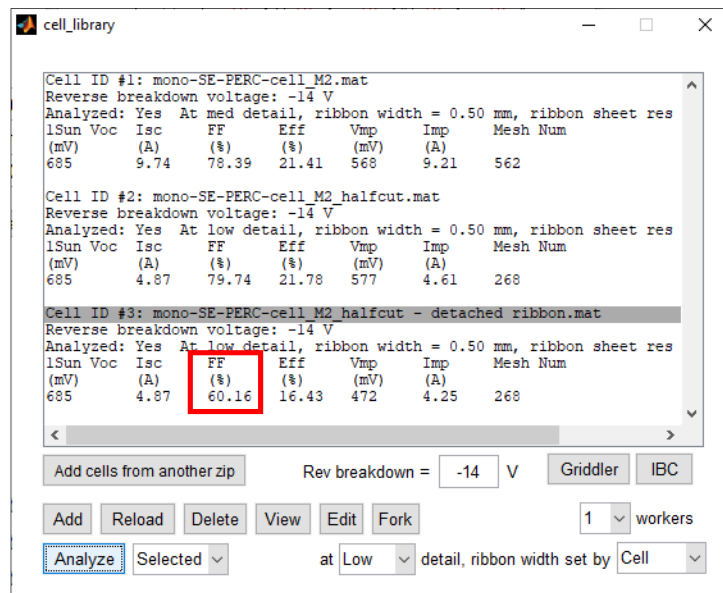 cell_library
Cell ID #1: mono-SE-PERC-cell_M2.mat
Reverse breakdown voltage: -14 V
Analyzed: Yes  At med detail, ribbon width = 0.50 mm, ribbon sheet res
1Sun Voc  Isc  FF  Eff  Vmp  Imp  Mesh Num
(mV)  (A)  (%)  (%)  (mV)  (A)
685  9.74  78.39  21.41  568  9.21  562
Cell ID #2: mono-SE-PERC-cell_M2_halfcut.mat
Reverse breakdown voltage: -14 V
Analyzed: Yes  At low detail, ribbon width = 0.50 mm, ribbon sheet res
1Sun Voc  Isc  FF  Eff  Vmp  Imp  Mesh Num
(mV)  (A)  (%)  (%)  (mV)  (A)
685  4.87  79.74  21.78  577  4.61  268
Cell ID #3: mono-SE-PERC-cell_M2_halfcut - detached ribbon.mat
Reverse breakdown voltage: -14 V
Analyzed: Yes  At low detail, ribbon width = 0.50 mm, ribbon sheet res
1Sun Voc  Isc  FF  Eff  Vmp  Imp  Mesh Num
(mV)  (A)  (%)  (%)  (mV)  (A)
685  4.87  60.16  16.43  472  4.25  268
Add cells from another zip  Rev breakdown =  -14  V  Griddler  IBC
Add  Reload  Delete  View  Edit  Fork  1  workers
Analyze  Selected  at  Low  detail, ribbon width set by  Cell